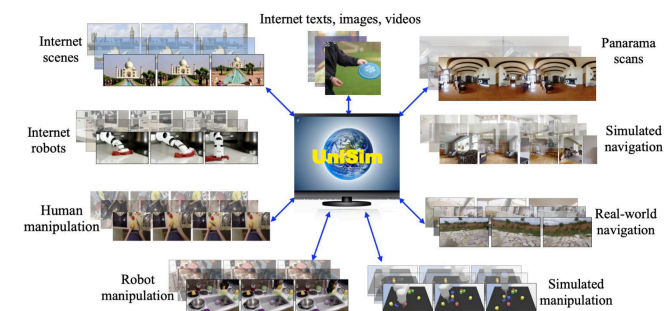 Internet texts, images, videos
Internet
scenes
Panarama
scans
Internet
robots
UniSim
Simulated
navigation
Human
manipulation
Real-world
navigation
Robot
manipulation
Simulated
manipulation